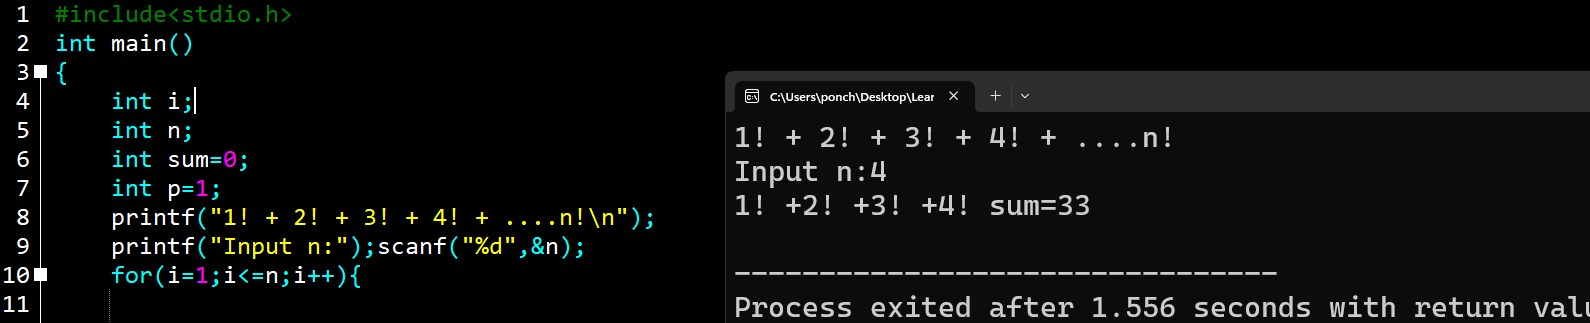 1 #include<stdio.h>
2 int main()
3 {
4 int i;
5 int n;
6 int sum=0;
7 int p=1;
8 printf("1! + 2! + 3! + 4! + ....n!\n");
9 printf("Input n:");scanf("%d",&n);
10 for(i=1;i<=n;i++){
11
C:\Users\ponch\Desktop\Lear
1! + 2! + 3! + 4! + ....n!
Input n:4
1! +2! +3! +4! sum=33
--------------------------------
Process exited after 1.556 seconds with return valu